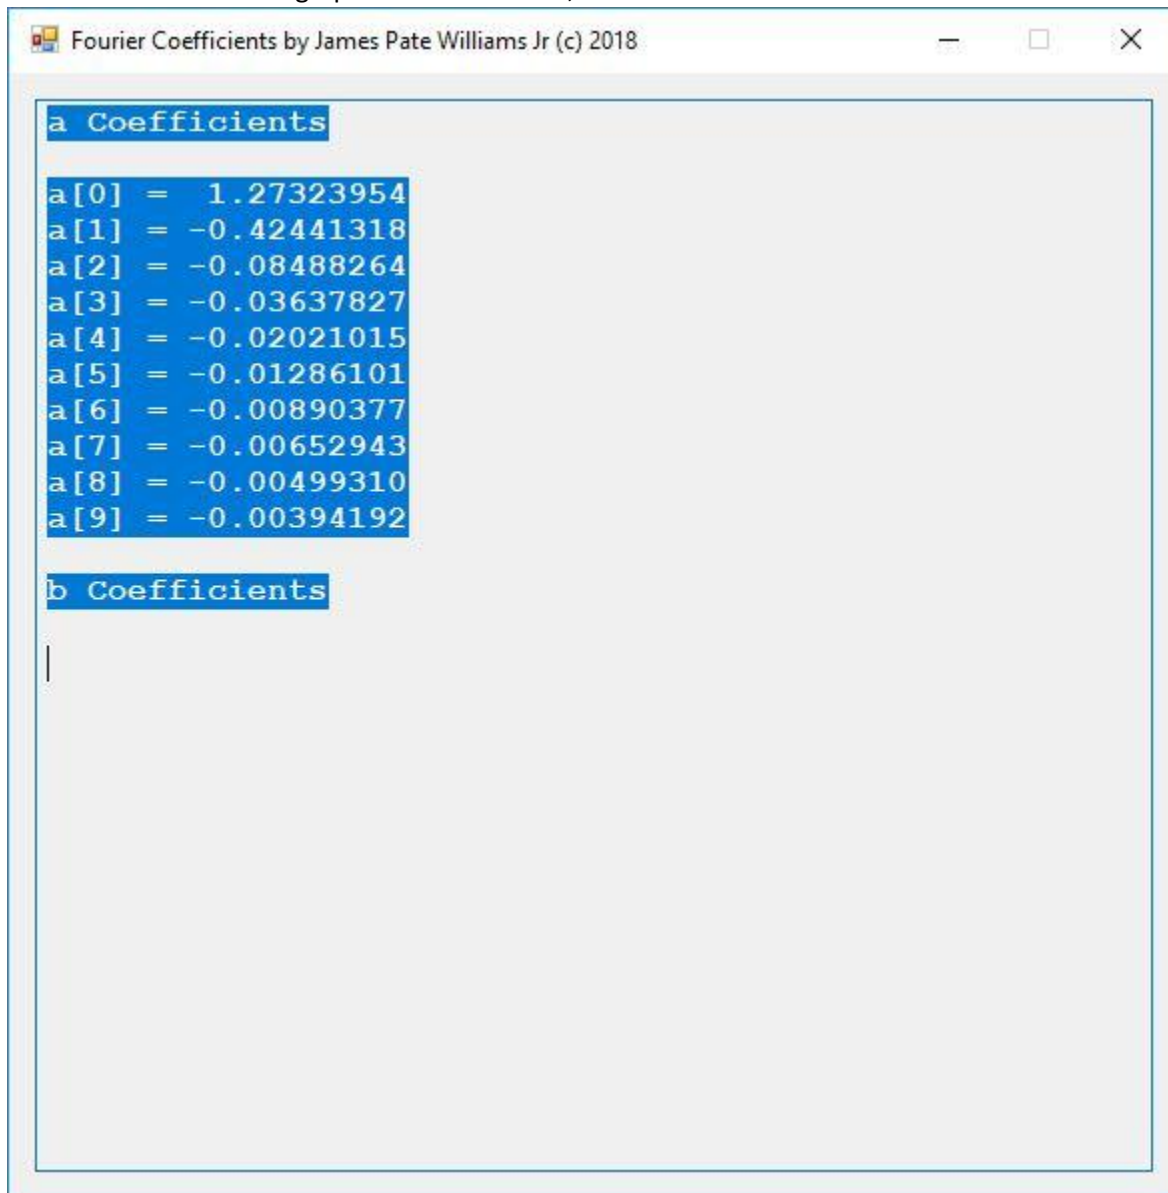 Fourier Coefficients by James Pate Williams Jr (c) 2018
a Coefficients
a[0] =  1.27323954
a[1] = -0.42441318
a[2] = -0.08488264
a[3] = -0.03637827
a[4] = -0.02021015
a[5] = -0.01286101
a[6] = -0.00890377
a[7] = -0.00652943
a[8] = -0.00499310
a[9] = -0.00394192
b Coefficients